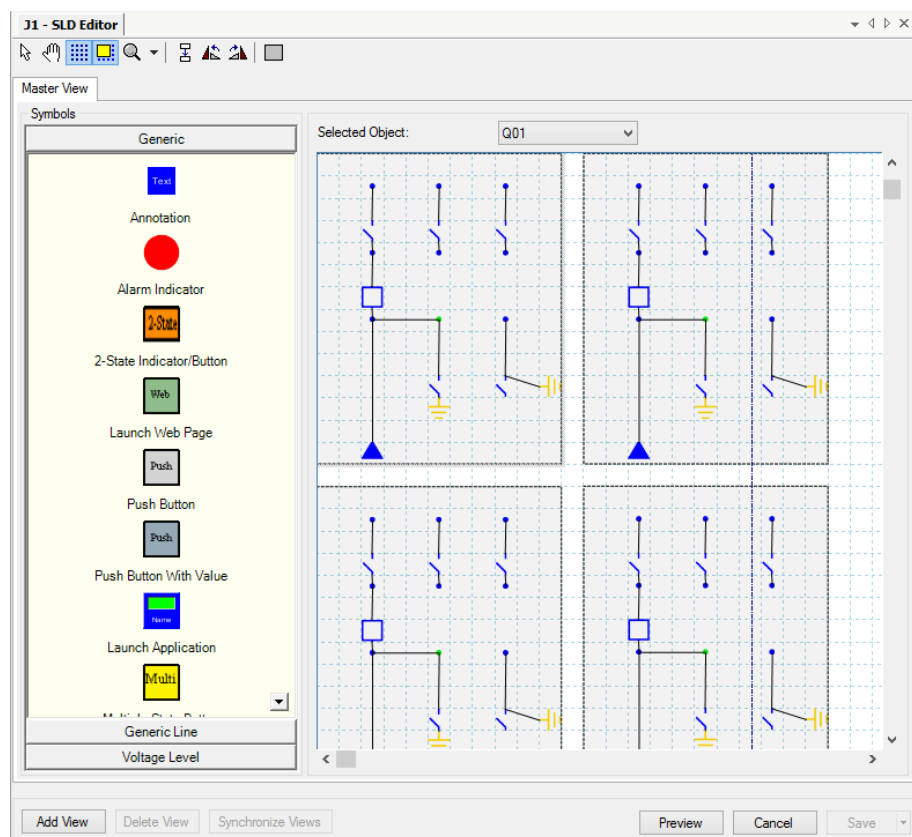 J1 - SLD Editor
Master View
Symbols
Generic
Selected Object:
Q01
Text
Annotation
Alarm Indicator
2-State
2-State Indicator/Button
Web
Launch Web Page
Push
Push Button
Push
Push Button With Value
Name
Launch Application
Multi
Generic Line
Voltage Level
Add View
Delete View
Synchronize Views
Preview
Cancel
Save